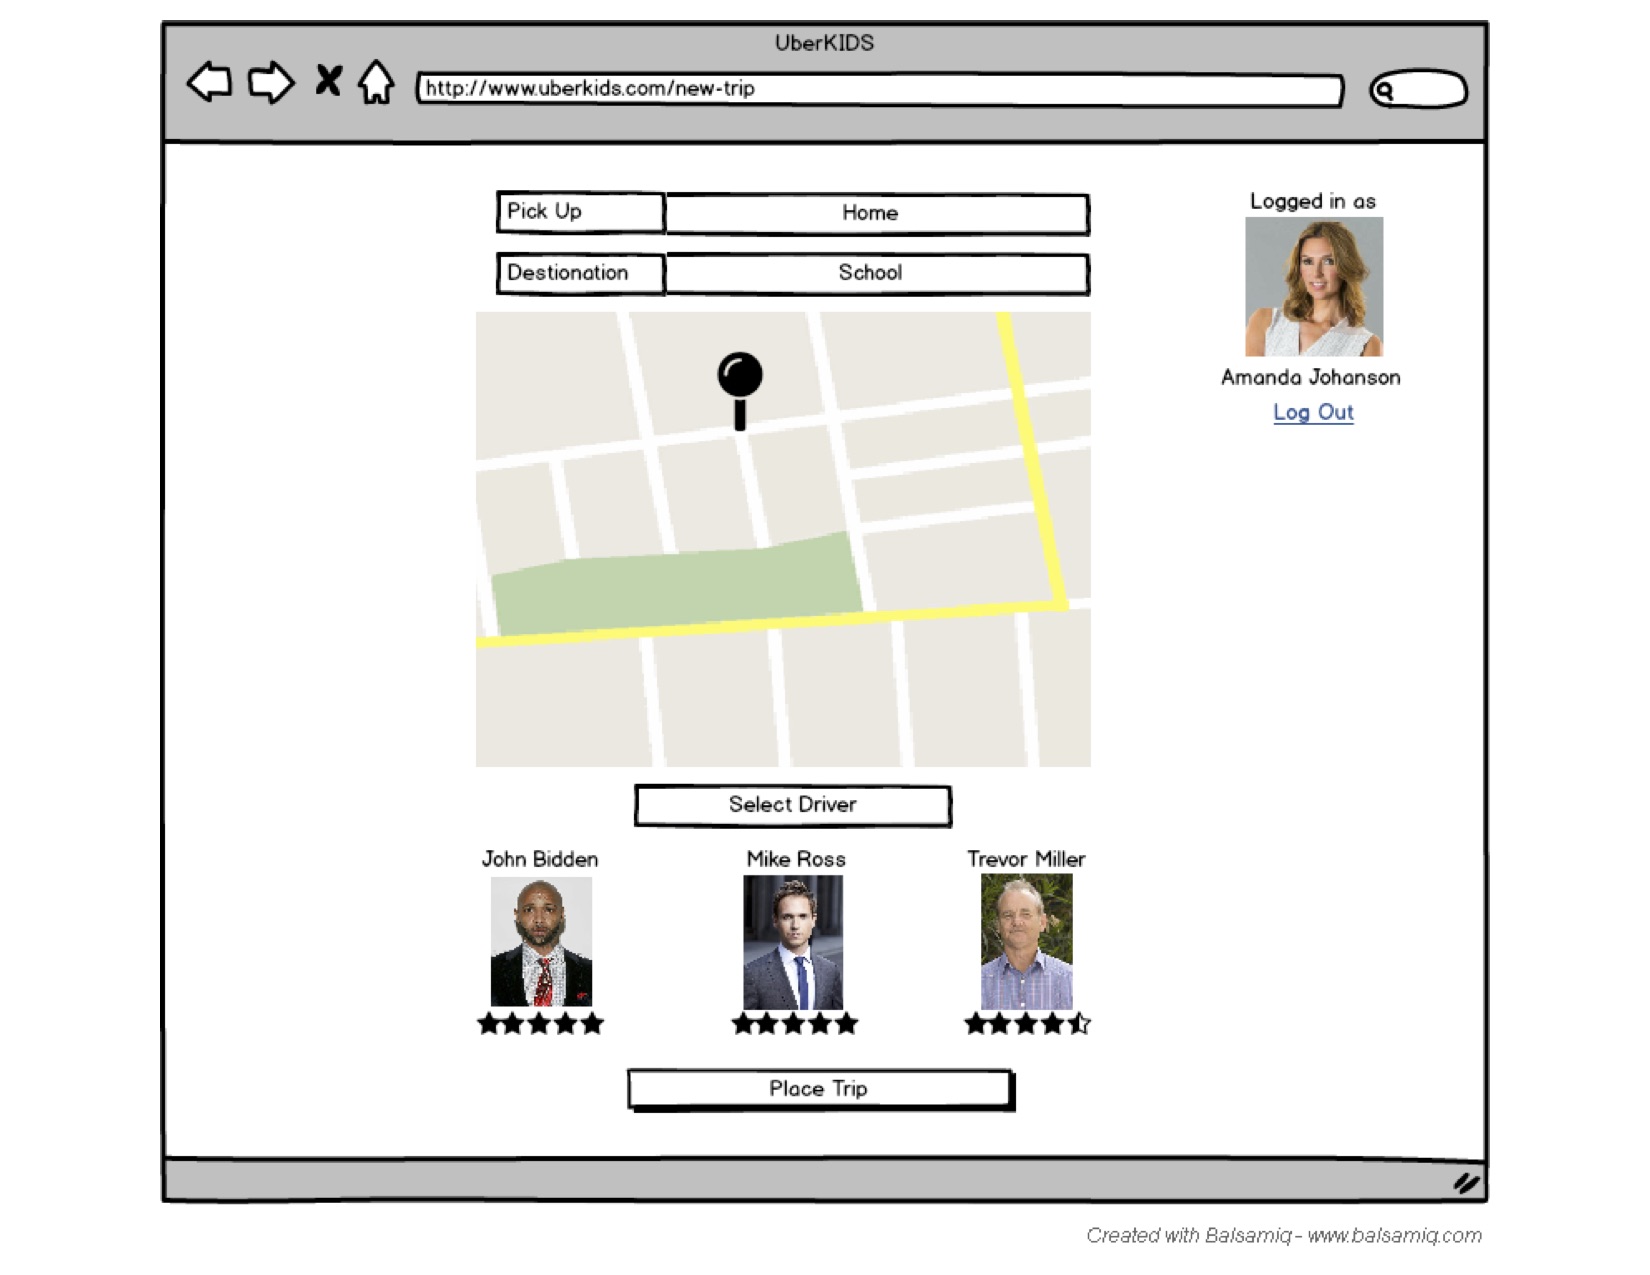 UberKIDS
http://www.uberkids.com/new-trip
Pick Up
Home
Destionation
School
Logged in as
Amanda Johanson
Log Out
Select Driver
John Bidden
Mike Ross
Trevor Miller
Place Trip
Created with Balsamiq - www.balsamiq.com